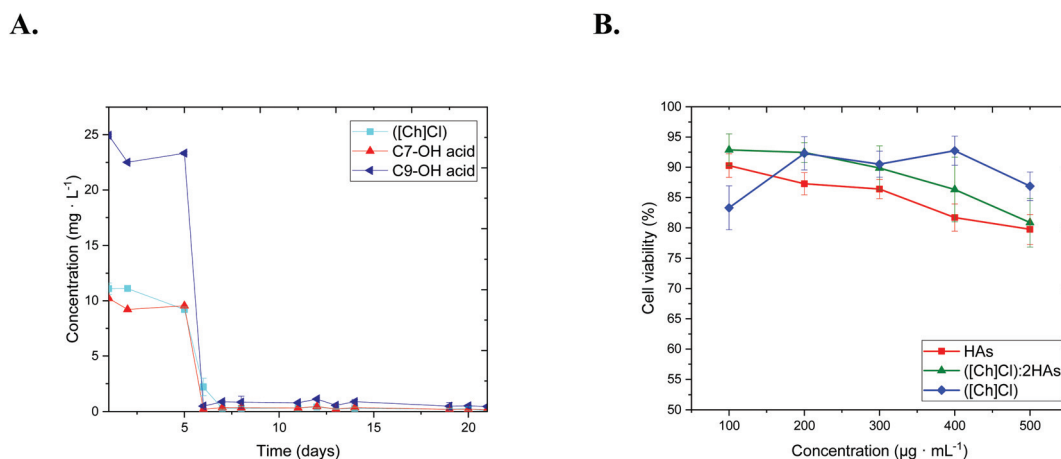 A.
B.
25
20
15
10
5
0
Concentration (mg · L⁻¹)
5
10
15
20
Time (days)
([Ch]Cl)
C7-OH acid
C9-OH acid
100
95
90
85
80
75
70
65
60
55
50
Cell viability (%)
100
200
300
400
500
Concentration (µg · mL⁻¹)
HAs
([Ch]Cl):2HAs
([Ch]Cl)